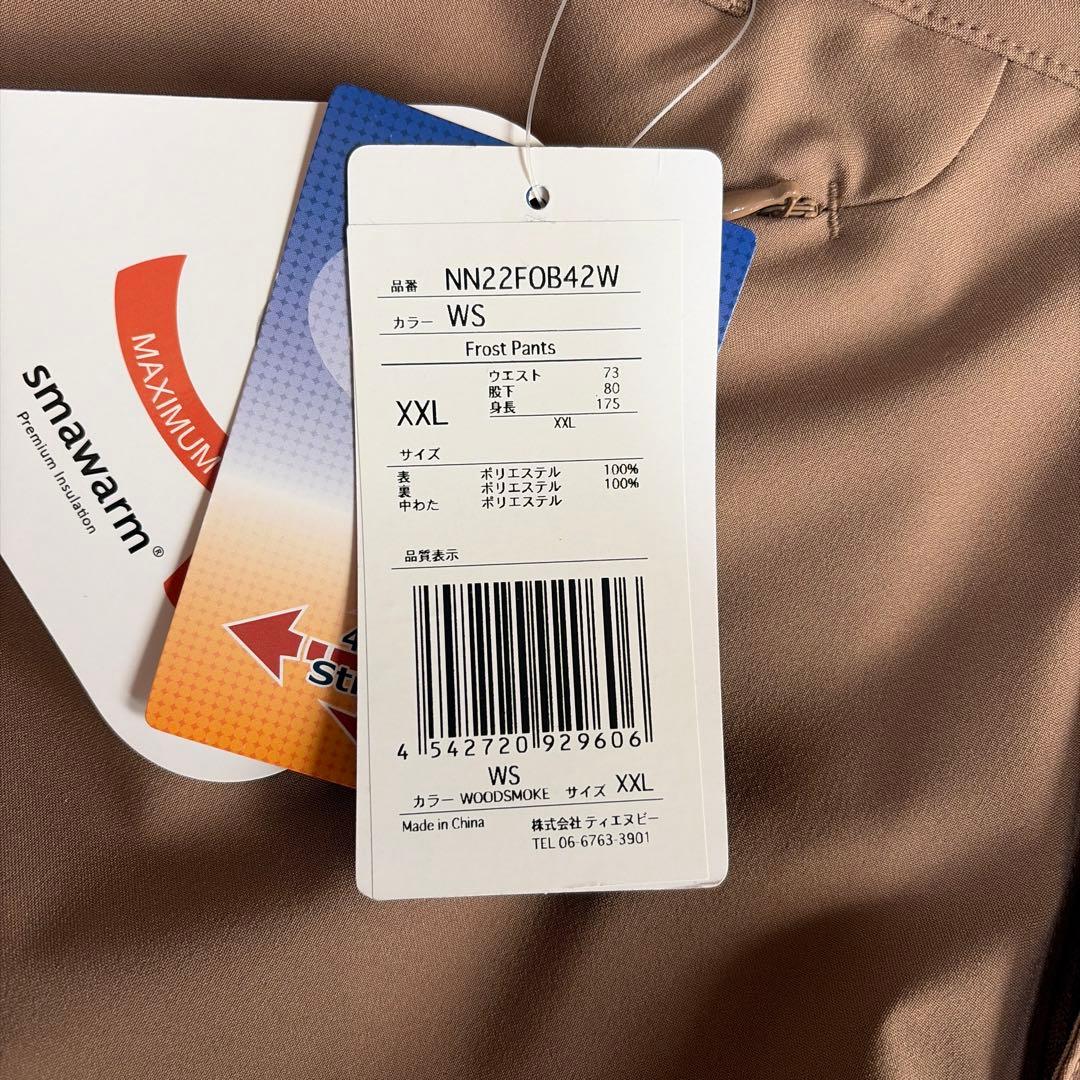 品番 NN22FOB42W
カラー WS
Frost Pants
XXL
ウエスト 73
股下 80
身長 175
XXL
サイズ
表 ポリエステル 100%
裏 ポリエステル 100%
中わた ポリエステル
品質表示
4 542720 929606
WS
カラー WOODSMOKE サイズ XXL
Made in China 株式会社 ティエヌビー
TEL 06-6763-3901
MAXIMUM
smawarm®
Premium Insulation
4